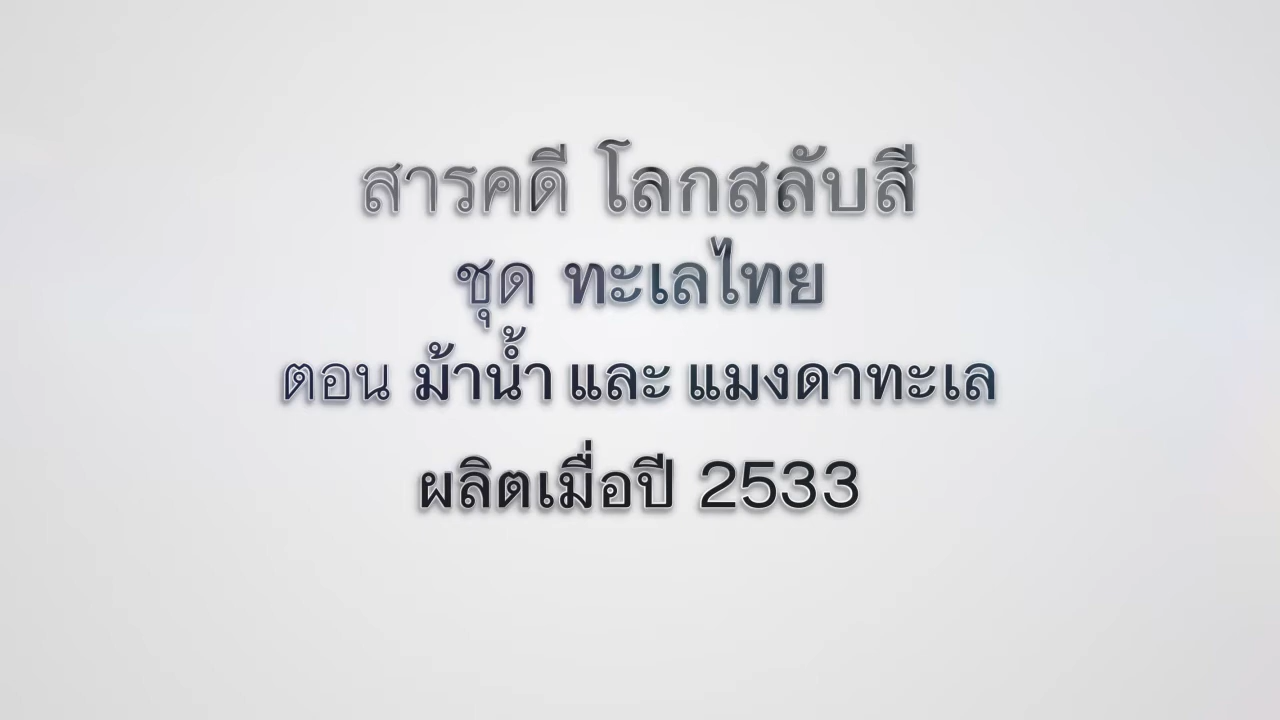 สารคดี โลกสลับสี
ชุด ทะเลไทย
ตอน ม้าน้ำ และ แมงดาทะเล
ผลิตเมื่อปี 2533